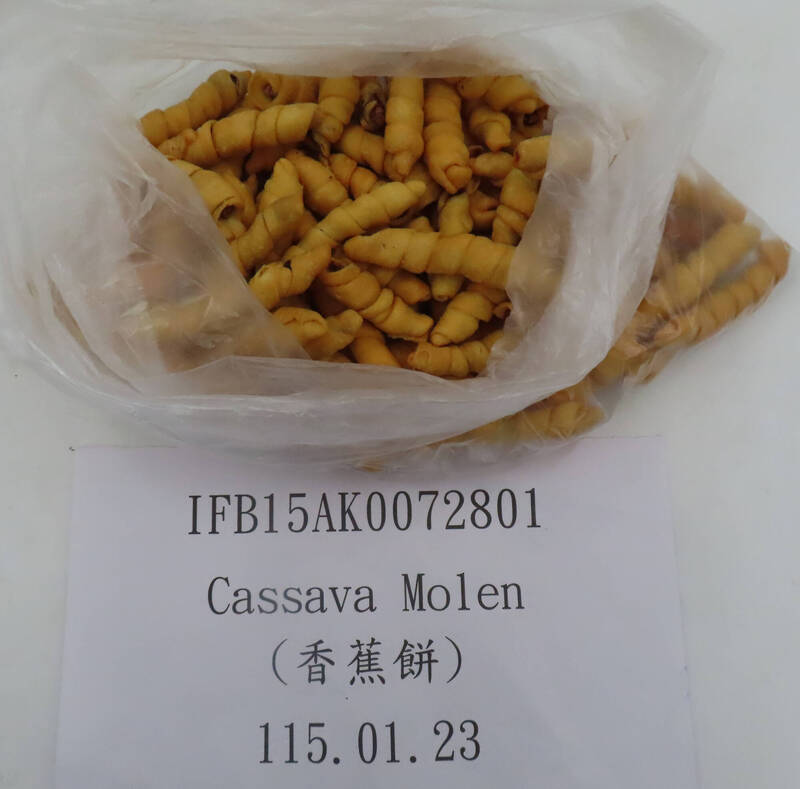 IFB15AK0072801
Cassava Molen
(香蕉餅)
115.01.23